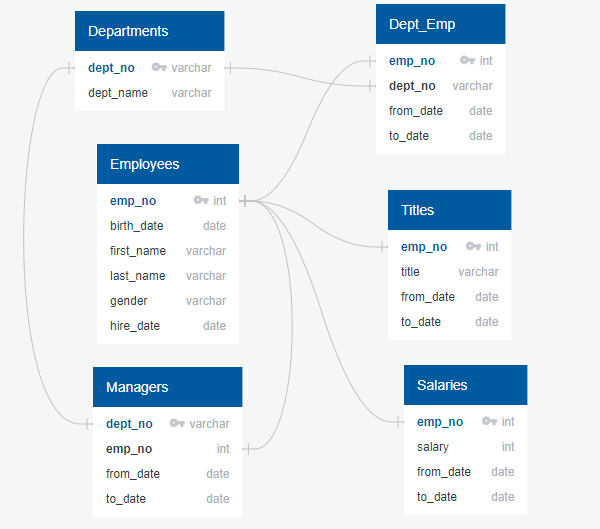 Departments
dept_no varchar
dept_name varchar
Employees
emp_no int
birth_date date
first_name varchar
last_name varchar
gender varchar
hire_date date
Managers
dept_no varchar
emp_no int
from_date date
to_date date
Dept_Emp
emp_no int
dept_no varchar
from_date date
to_date date
Titles
emp_no int
title varchar
from_date date
to_date date
Salaries
emp_no int
salary int
from_date date
to_date date